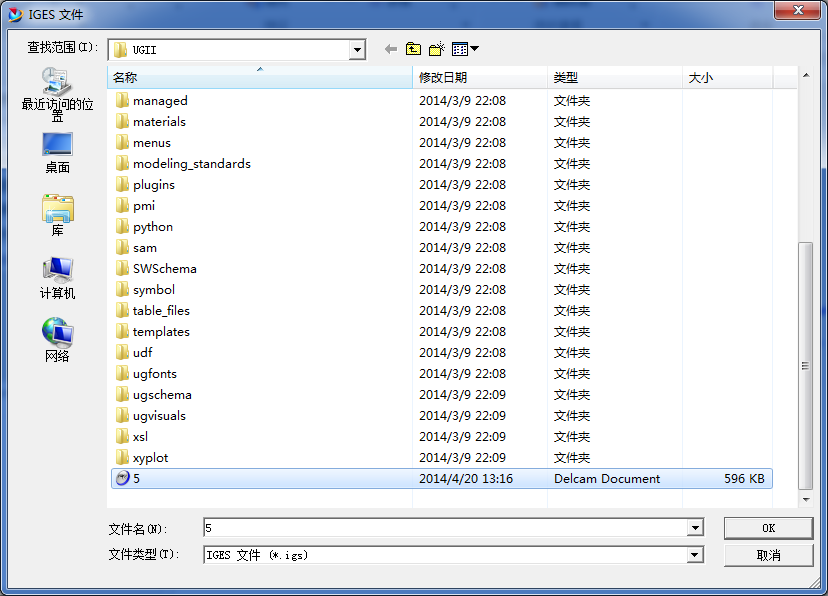 IGES 文件
查找范围(I):
UGII
最近访问的位
置
桌面
库
计算机
网络
名称 修改日期 类型 大小
managed 2014/3/9 22:08 文件夹
materials 2014/3/9 22:08 文件夹
menus 2014/3/9 22:08 文件夹
modeling_standards 2014/3/9 22:08 文件夹
plugins 2014/3/9 22:08 文件夹
pmi 2014/3/9 22:08 文件夹
python 2014/3/9 22:08 文件夹
sam 2014/3/9 22:08 文件夹
SWSchema 2014/3/9 22:08 文件夹
symbol 2014/3/9 22:08 文件夹
table_files 2014/3/9 22:08 文件夹
templates 2014/3/9 22:08 文件夹
udf 2014/3/9 22:08 文件夹
ugfonts 2014/3/9 22:08 文件夹
ugschema 2014/3/9 22:09 文件夹
ugvisuals 2014/3/9 22:09 文件夹
xsl 2014/3/9 22:09 文件夹
xyplot 2014/3/9 22:09 文件夹
5 2014/4/20 13:16 Delcam Document 596 KB
文件名(N): 5 OK
文件类型(T): IGES 文件 (*.igs) 取消